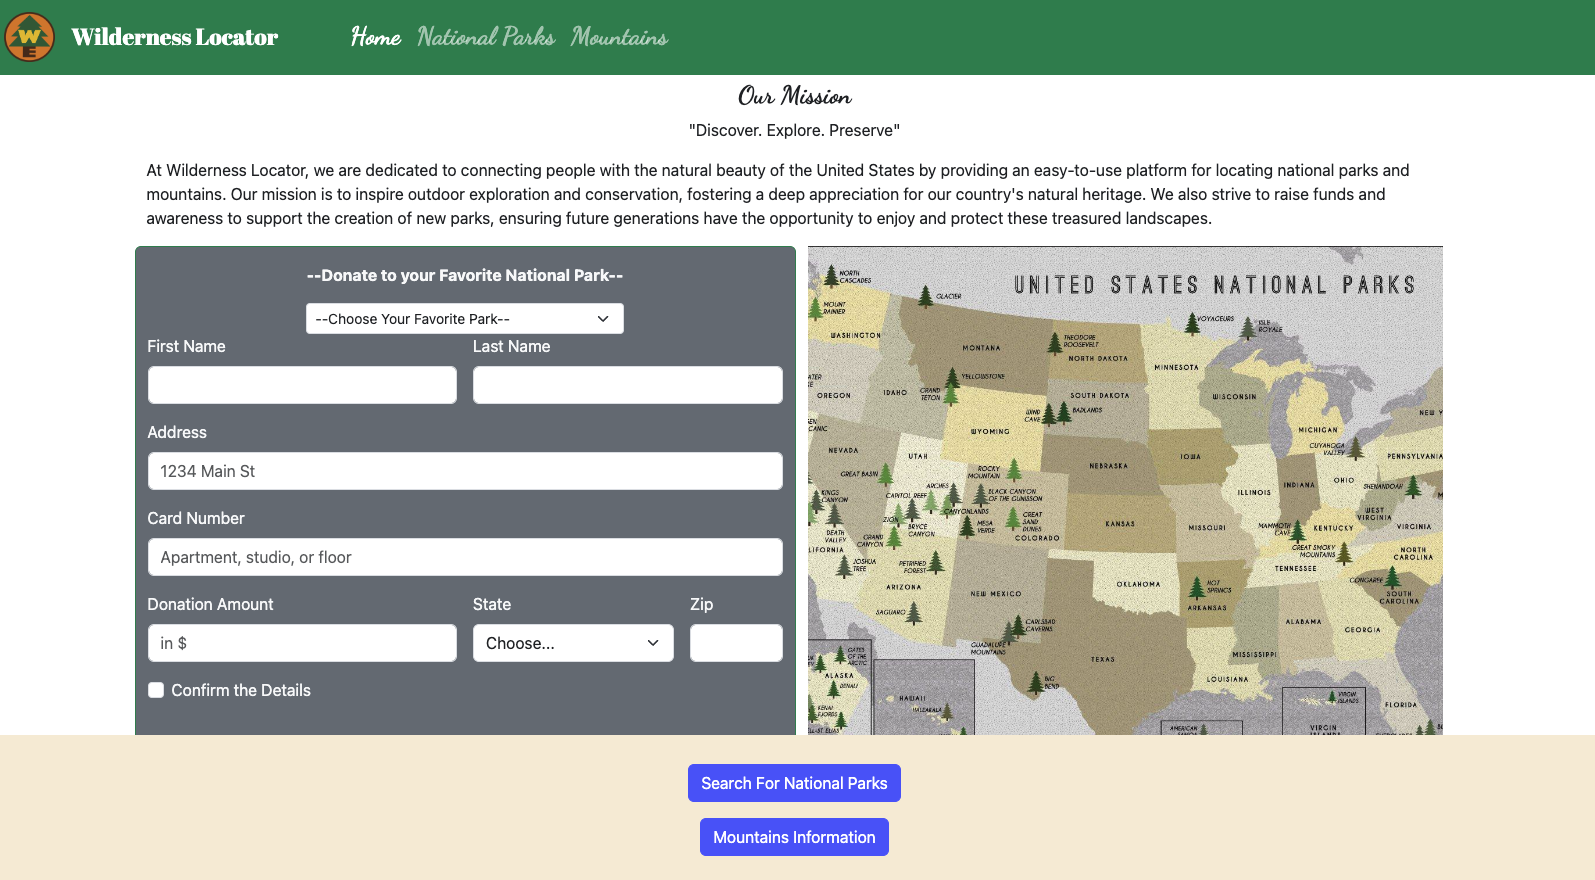 W
E
Wilderness Locator
Home National Parks Mountains
Our Mission
"Discover. Explore. Preserve"
At Wilderness Locator, we are dedicated to connecting people with the natural beauty of the United States by providing an easy-to-use platform for locating national parks and
mountains. Our mission is to inspire outdoor exploration and conservation, fostering a deep appreciation for our country's natural heritage. We also strive to raise funds and
awareness to support the creation of new parks, ensuring future generations have the opportunity to enjoy and protect these treasured landscapes.
--Donate to your Favorite National Park--
--Choose Your Favorite Park--
First Name
Last Name
Address
1234 Main St
Card Number
Apartment, studio, or floor
Donation Amount
State
Zip
in $
Choose...
Confirm the Details
UNITED STATES NATIONAL PARKS
NORTH
CASCADES
GLACIER
MOUNT
RAINIER
VOYAGEURS
ISLE
ROYALE
WASHINGTON
THEODORE
ROOSEVELT
MONTANA
NORTH DAKOTA
MINNESOTA
YELLOWSTONE
OREGON
IDAHO
GRAND
TETON
SOUTH DAKOTA
WISCONSIN
WIND
CAVE
BADLANDS
WYOMING
MICHIGAN
NEW Y
CUYAHOGA
VALLEY
NEVADA
UTAH
NEBRASKA
IOWA
PENNSYLVANIA
GREAT BASIN
ROCKY
MOUNTAIN
OHIO
INDIANA
ILLINOIS
SHENANDOAH
KINGS
CANYON
CAPITOL REEF
ARCHES
BLACK CANYON
OF THE GUNISSON
CANYONLANDS
ZION
BRYCE
CANYON
MESA
VERDE
GREAT
SAND
DUNES
COLORADO
KANSAS
MISSOURI
MAMMOTH
CAVE
KENTUCKY
WEST
VIRGINIA
VIRGINIA
DEATH
VALLEY
GRAND
CANYON
LIFORNIA
GREAT SMOKY
MOUNTAINS
NORTH
CAROLINA
JOSHUA
TREE
PETRIFIED
FOREST
TENNESSEE
CONGAREE
ARIZONA
NEW MEXICO
OKLAHOMA
HOT
SPRINGS
ARKANSAS
SOUTH
CAROLINA
SAGUARO
CARLSBAD
CAVERNS
GUADALUPE
MOUNTAINS
ALABAMA
GEORGIA
TEXAS
MISSISSIPPI
LOUISIANA
GATES
OF THE
ARCTIC
ALASKA
DENALI
KENAI
FJORDS
LL-ST. ELIAS
HAWAII
HALEAKALA
BIG
BEND
AMERICAN
VIRGIN
ISLANDS
VIRGIN
FLORIDA
Search For National Parks
Mountains Information